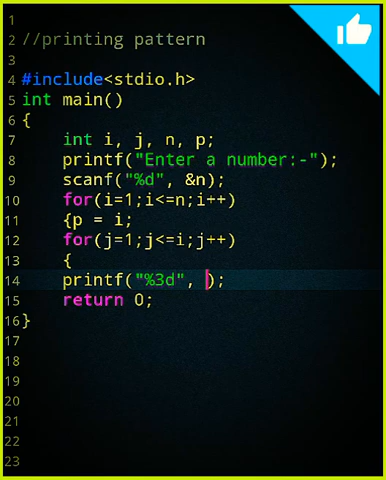 1
2 //printing pattern
3
4 #include<stdio.h>
5 int main()
6 {
7 int i, j, n, p;
8 printf("Enter a number:-");
9 scanf("%d", &n);
10 for(i=1;i<=n;i++)
11 {p = i;
12 for(j=1;j<=i;j++)
13 {
14 printf("%3d", );
15 return 0;
16 }
17
18
19
20
21
22
23